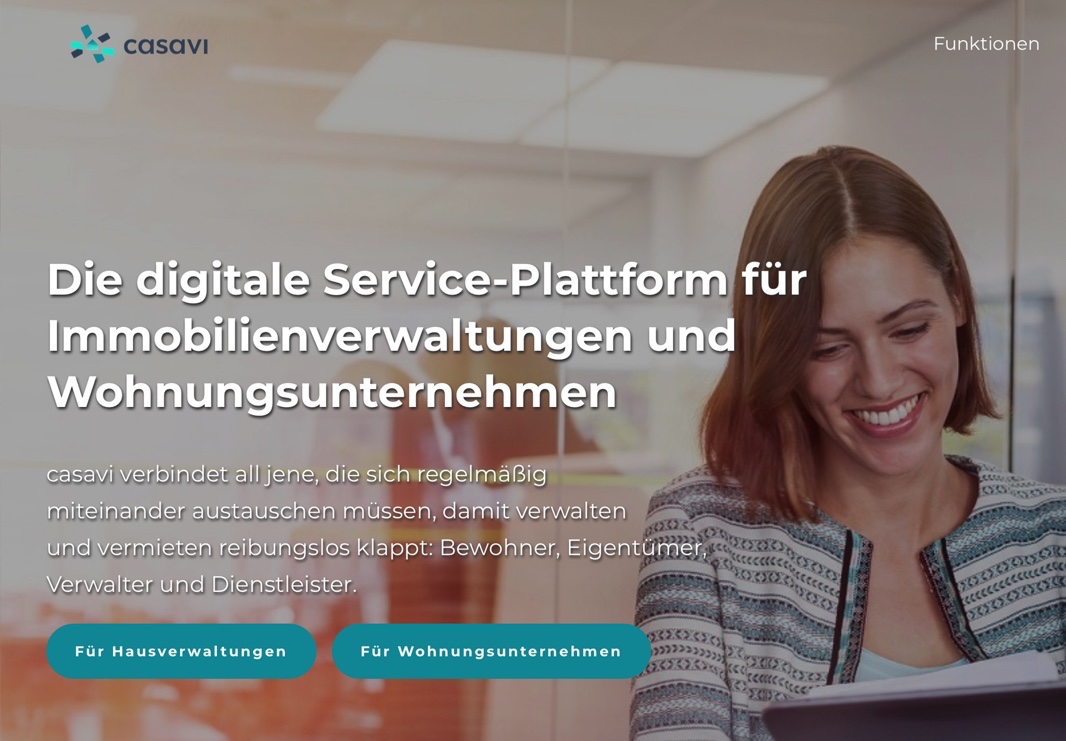 casavi
Funktionen
Die digitale Service-Plattform für
Immobilienverwaltungen und
Wohnungsunternehmen
casavi verbindet all jene, die sich regelmäßig
miteinander austauschen müssen, damit verwalten
und vermieten reibungslos klappt: Bewohner, Eigentümer,
Verwalter und Dienstleister.
Für Hausverwaltungen
Für Wohnungsunternehmen